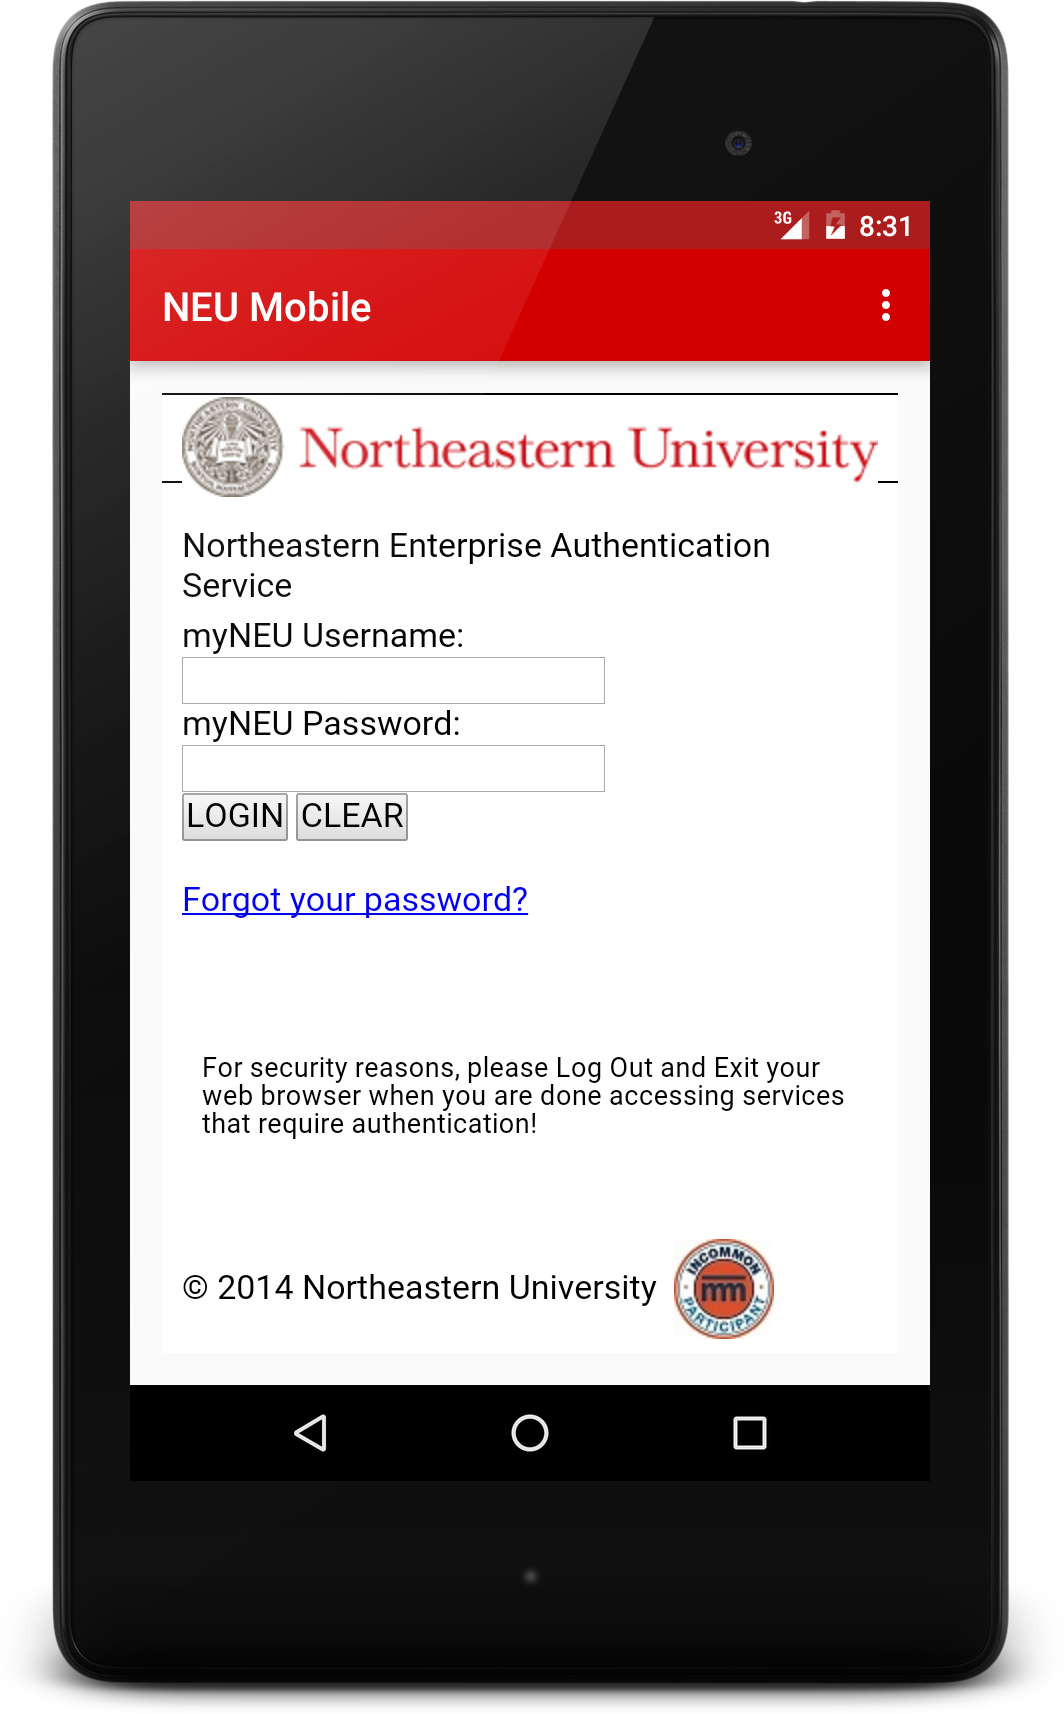 3G 8:31
NEU Mobile
Northeastern University
Northeastern Enterprise Authentication
Service
myNEU Username:
myNEU Password:
LOGIN CLEAR
Forgot your password?
For security reasons, please Log Out and Exit your
web browser when you are done accessing services
that require authentication!
© 2014 Northeastern University
INCOMMON
PARTICIPANT